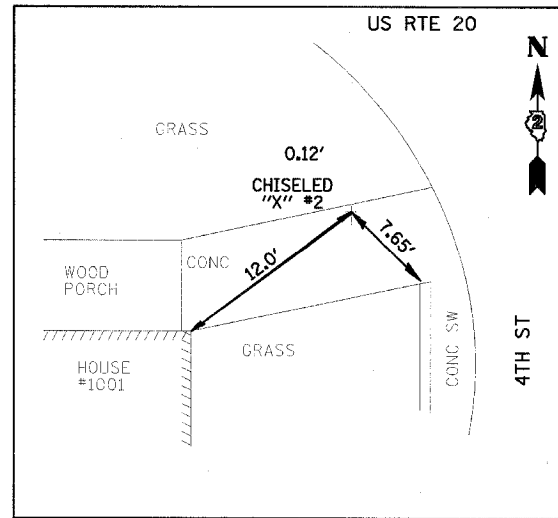 US RTE 20
N
2
GRASS
0.12'
CHISELED
"X" #2
7.65'
12.0'
CONC
WOOD
PORCH
HOUSE
#1001
GRASS
CONC SW
4TH ST